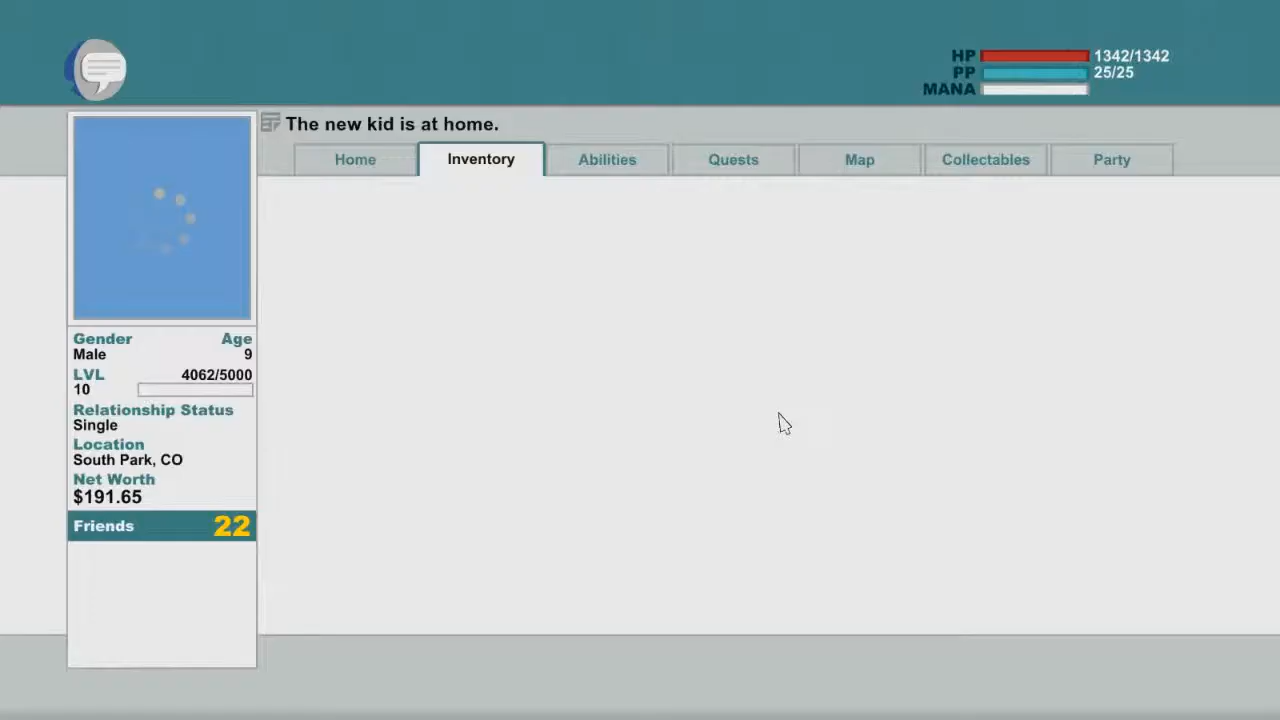 HP 1342/1342
PP 25/25
MANA
The new kid is at home.
Home Inventory Abilities Quests Map Collectables Party
Gender Age
Male 9
LVL 4062/5000
10
Relationship Status
Single
Location
South Park, CO
Net Worth
$191.65
Friends 22